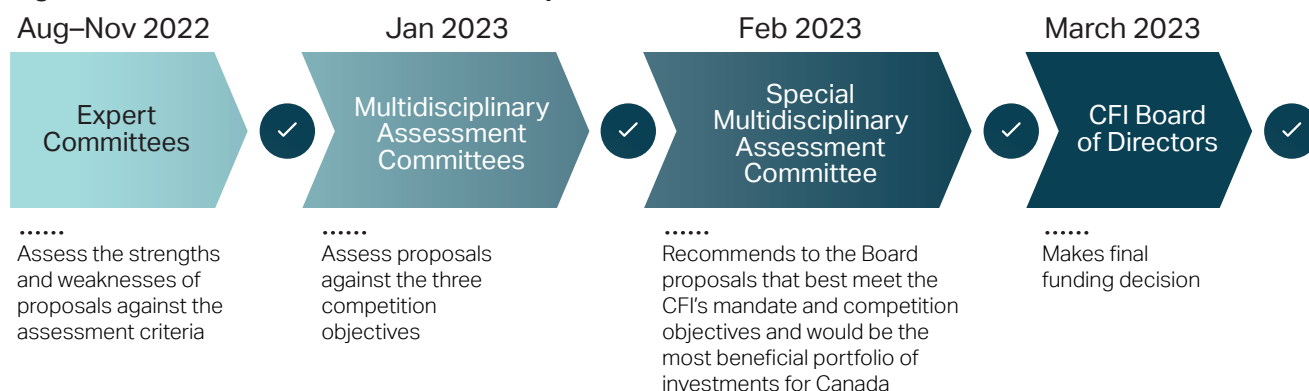 Aug–Nov 2022
Jan 2023
Feb 2023
March 2023
Expert
Committees
Multidisciplinary
Assessment
Committees
Special
Multidisciplinary
Assessment
Committee
CFI Board
of Directors
......
Assess the strengths
and weaknesses of
proposals against the
assessment criteria
......
Assess proposals
against the three
competition
objectives
......
Recommends to the Board
proposals that best meet the
CFI’s mandate and competition
objectives and would be the
most beneficial portfolio of
investments for Canada
......
Makes final
funding decision